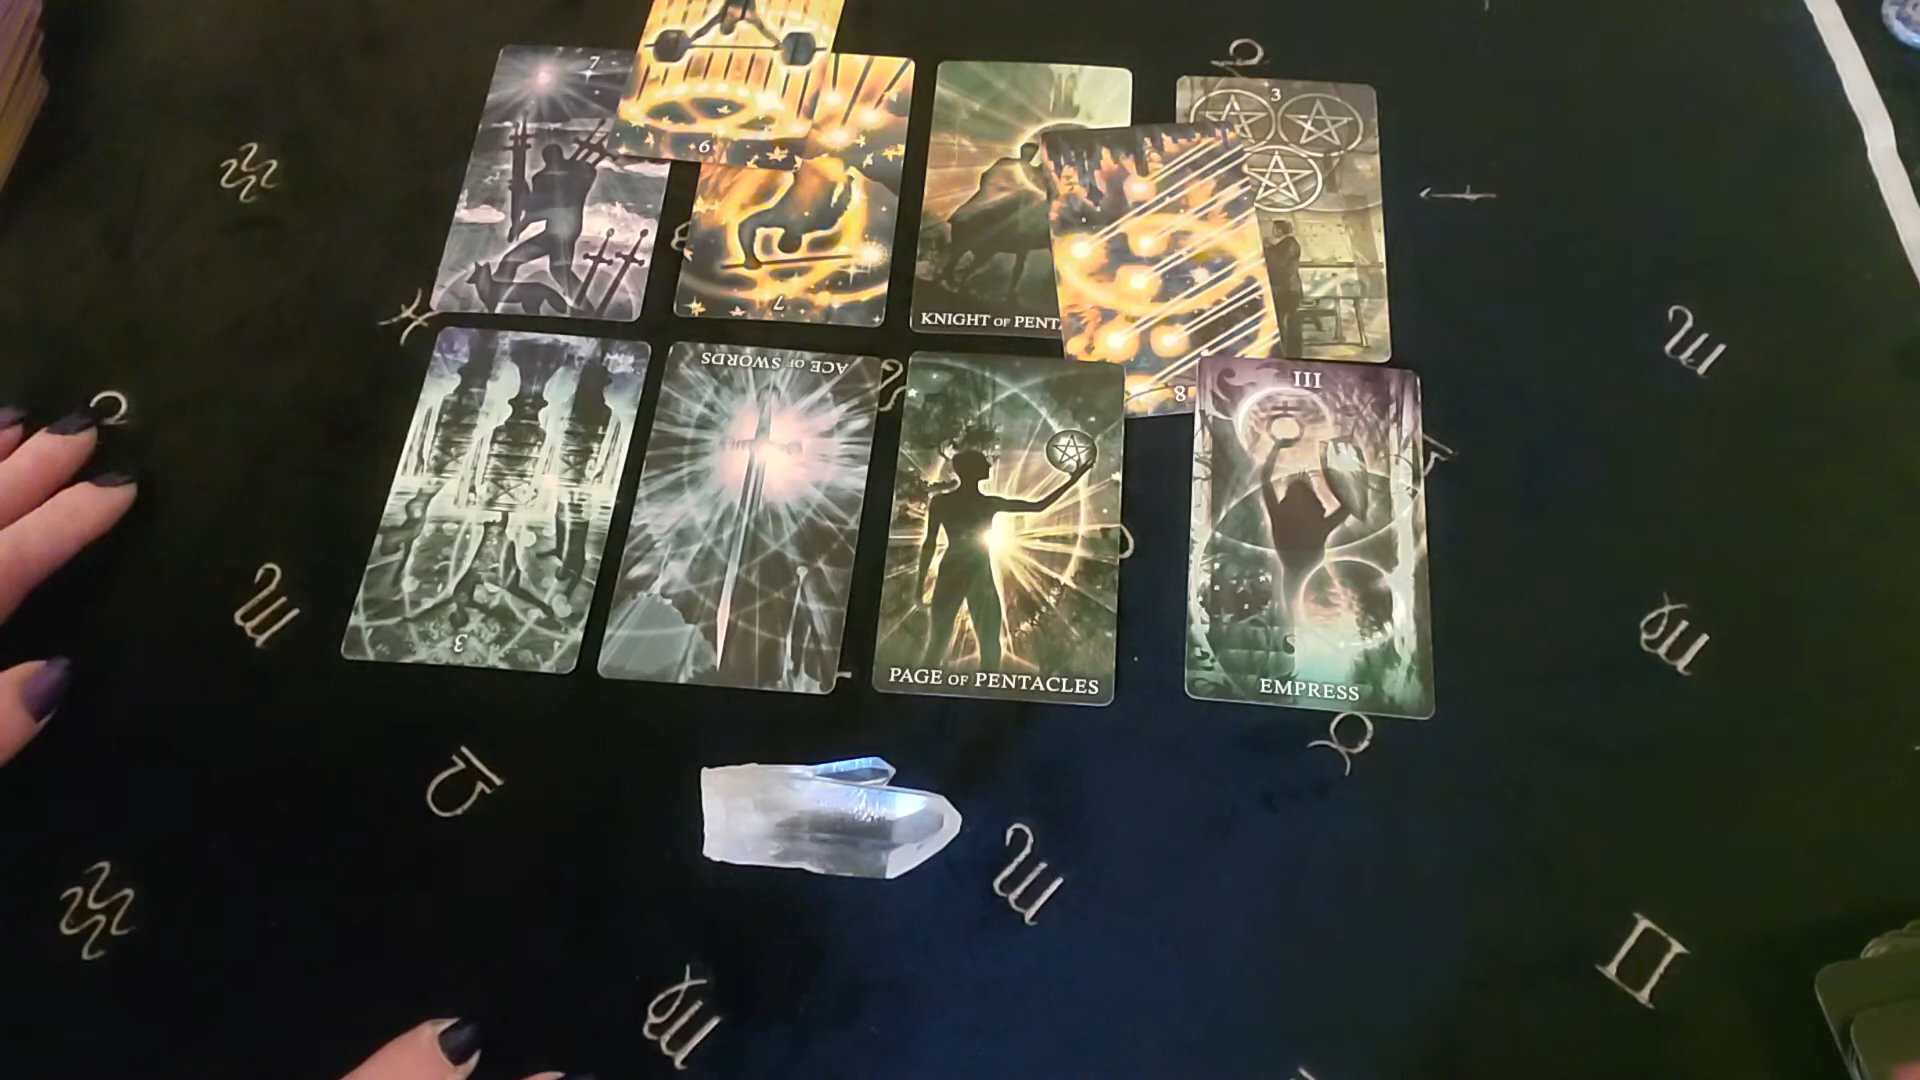 7
6
7
KNIGHT OF PENTA
3
8
3
ACE OF SWORDS
PAGE OF PENTACLES
III
EMPRESS